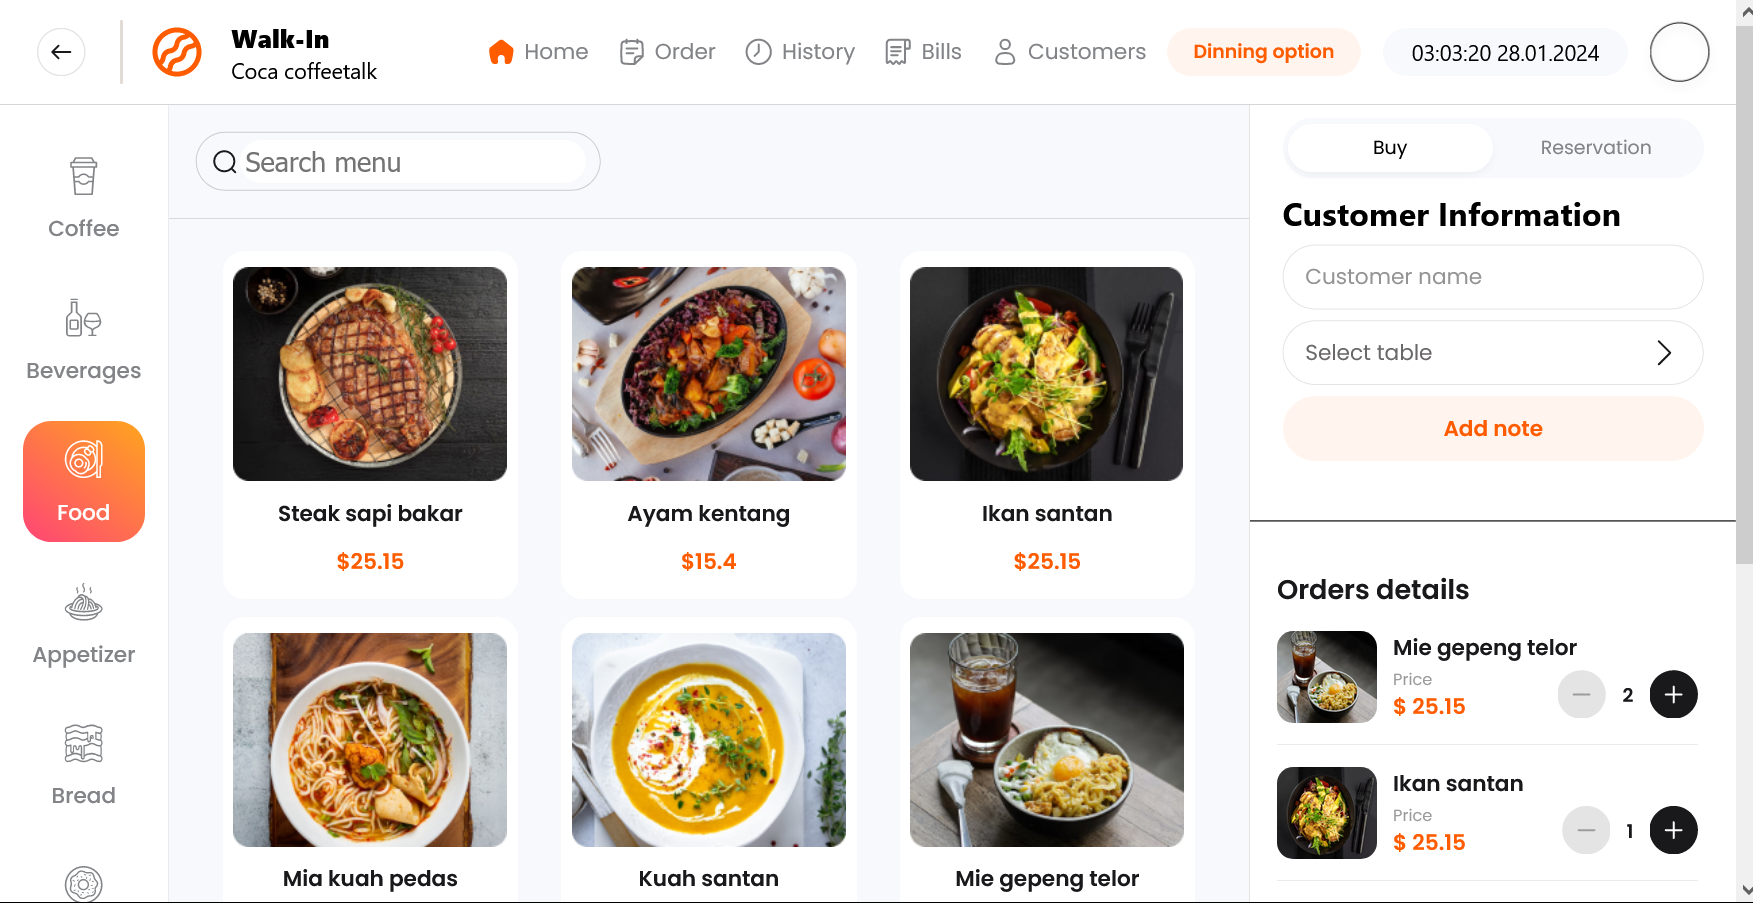 Walk-In
Coca coffeetalk
Home
Order
History
Bills
Customers
Dinning option
03:03:20 28.01.2024
Coffee
Beverages
Food
Appetizer
Bread
Search menu
Steak sapi bakar
$25.15
Ayam kentang
$15.4
Ikan santan
$25.15
Mia kuah pedas
Kuah santan
Mie gepeng telor
Buy
Reservation
Customer Information
Customer name
Select table
Add note
Orders details
Mie gepeng telor
Price
$ 25.15
2
Ikan santan
Price
$ 25.15
1